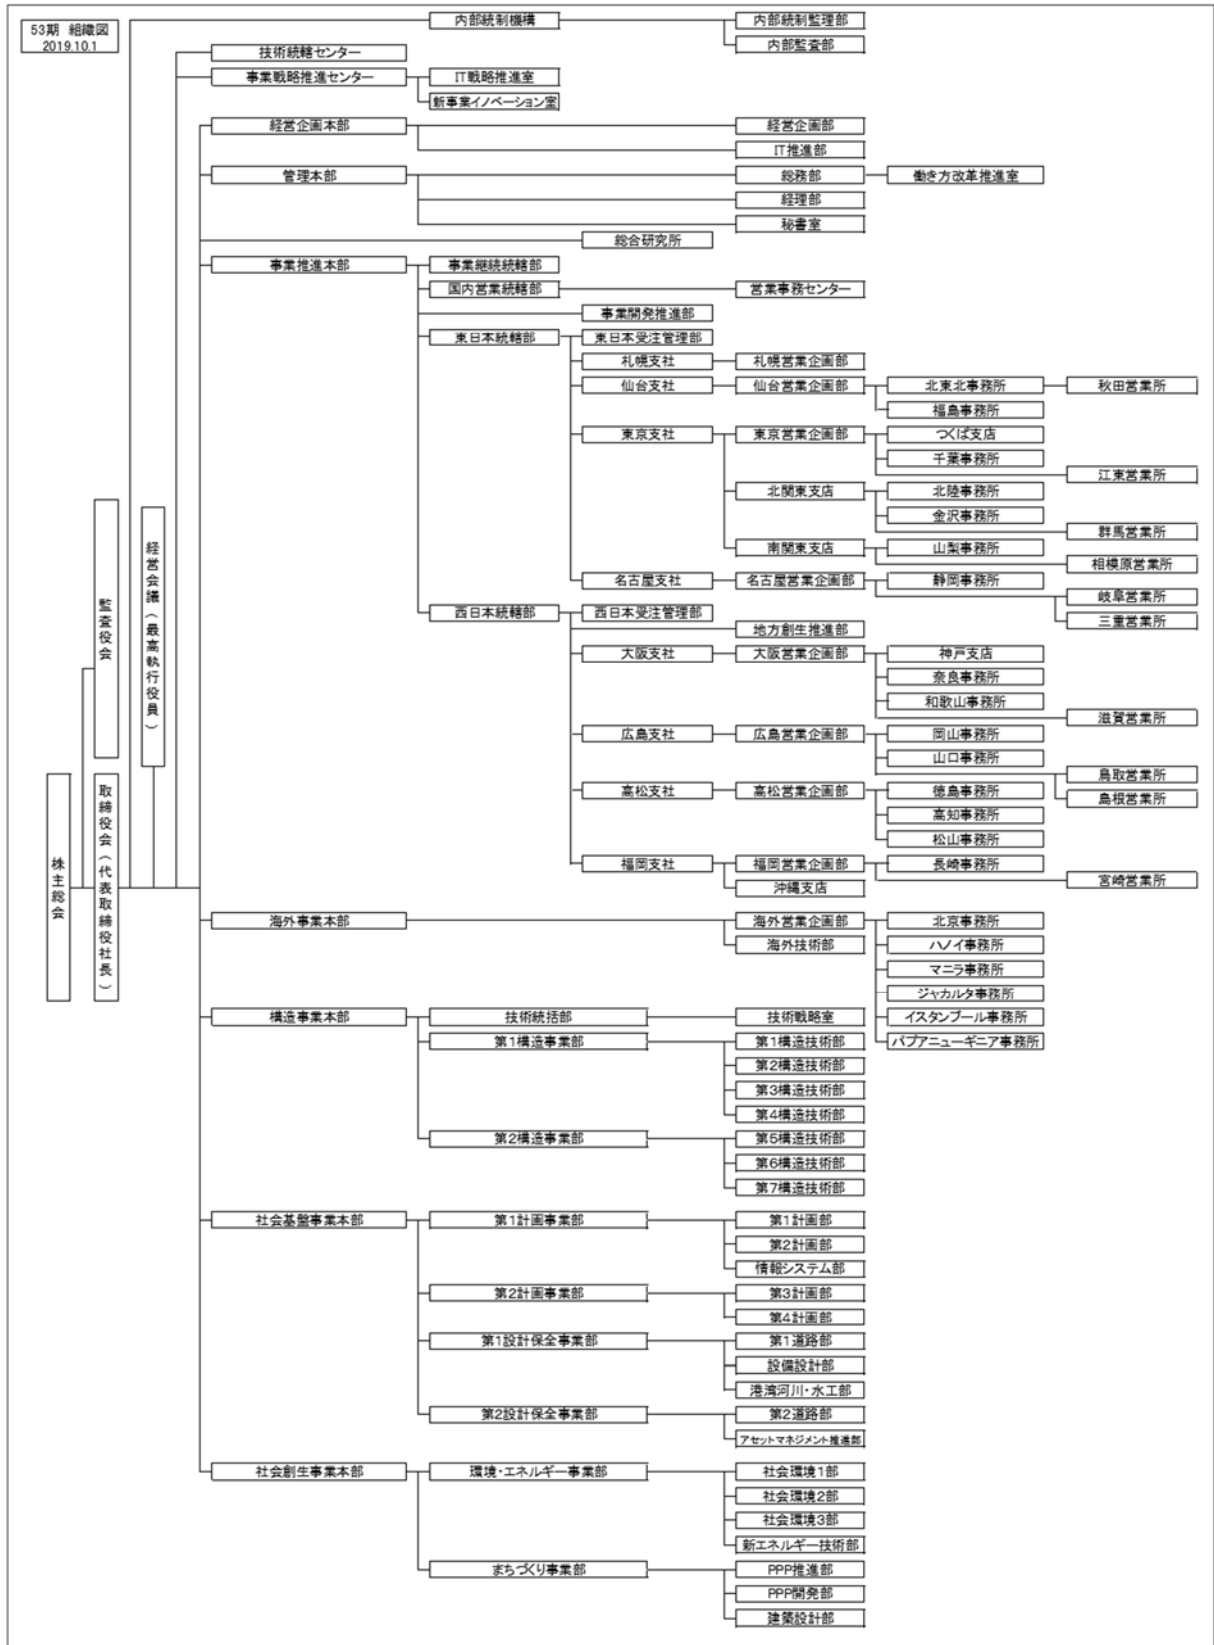 53期 組織図
2019.10.1
内部統制機構
内部統制監理部
内部監査部
技術統轄センター
事業戦略推進センター
IT戦略推進室
新事業イノベーション室
経営企画本部
経営企画部
IT推進部
管理本部
総務部
働き方改革推進室
経理部
秘書室
総合研究所
事業推進本部
事業継続統轄部
国内営業統轄部
営業事務センター
事業開発推進部
東日本統轄部
東日本受注管理部
札幌支社
札幌営業企画部
仙台支社
仙台営業企画部
北東北事務所
秋田営業所
福島事務所
東京支社
東京営業企画部
つくば支店
千葉事務所
江東営業所
北関東支店
北陸事務所
金沢事務所
群馬営業所
南関東支店
山梨事務所
相模原営業所
名古屋支社
名古屋営業企画部
静岡事務所
岐阜営業所
三重営業所
西日本統轄部
西日本受注管理部
地方創生推進部
大阪支社
大阪営業企画部
神戸支店
奈良事務所
和歌山事務所
滋賀営業所
広島支社
広島営業企画部
岡山事務所
山口事務所
鳥取営業所
島根営業所
高松支社
高松営業企画部
徳島事務所
高知事務所
松山事務所
福岡支社
福岡営業企画部
長崎事務所
宮崎営業所
沖縄支店
株主総会
監査役会
取締役会(代表取締役社長)
経営会議(最高執行役員)
海外事業本部
海外営業企画部
北京事務所
海外技術部
ハノイ事務所
マニラ事務所
ジャカルタ事務所
イスタンブール事務所
パプアニューギニア事務所
構造事業本部
技術統括部
技術戦略室
第1構造事業部
第1構造技術部
第2構造技術部
第3構造技術部
第4構造技術部
第2構造事業部
第5構造技術部
第6構造技術部
第7構造技術部
社会基盤事業本部
第1計画事業部
第1計画部
第2計画部
情報システム部
第2計画事業部
第3計画部
第4計画部
第1設計保全事業部
第1道路部
設備設計部
港湾河川・水工部
第2設計保全事業部
第2道路部
アセットマネジメント推進部
社会創生事業本部
環境・エネルギー事業部
社会環境1部
社会環境2部
社会環境3部
新エネルギー技術部
まちづくり事業部
PPP推進部
PPP開発部
建築設計部